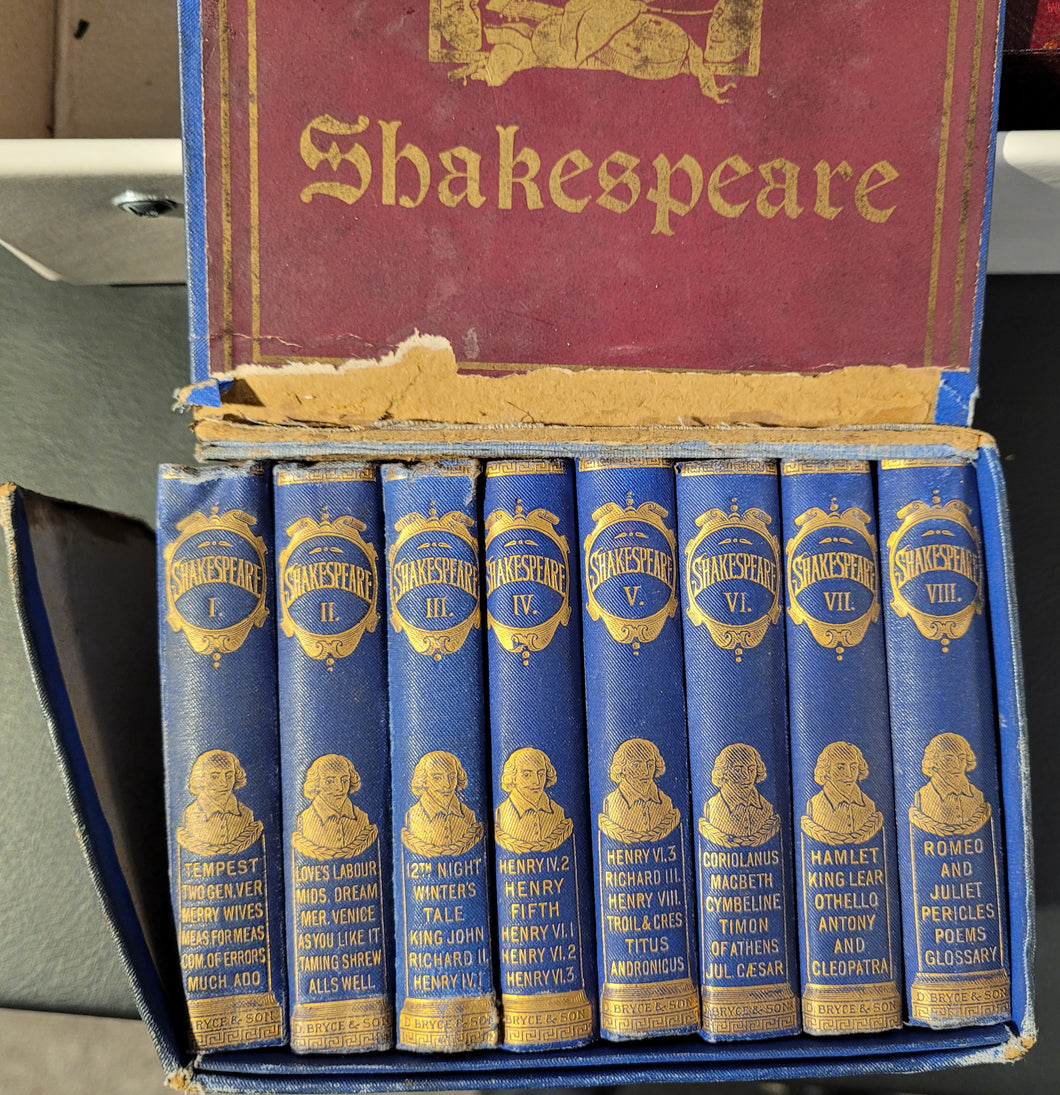 Shakespeare
SHAKESPEARE
I.
TEMPEST
TWO GEN. VER
MERRY WIVES
MEAS. FOR MEAS
COM. OF ERRORS
MUCH ADO
BRYCE & SON
SHAKESPEARE
II.
LOVE'S LABOUR
MIDS. DREAM
MER. VENICE
AS YOU LIKE IT
TAMING SHREW
ALLS WELL
D. BRYCE & SON
SHAKESPEARE
III.
12TH NIGHT
WINTER'S
TALE
KING JOHN
RICHARD II.
HENRY IV.1
D. BRYCE & SON
SHAKESPEARE
IV.
HENRY IV.2
HENRY
FIFTH
HENRY VI.1
HENRY VI.2
HENRY VI.3
BRYCE & SON
SHAKESPEARE
V.
HENRY VI.3
RICHARD III.
HENRY VIII.
TROIL & CRES
TITUS
ANDRONICUS
D. BRYCE & SON
SHAKESPEARE
VI.
CORIOLANUS
MACBETH
CYMBELINE
TIMON
OF ATHENS
JUL CÆSAR
D. BRYCE & SON
SHAKESPEARE
VII.
HAMLET
KING LEAR
OTHELLO
ANTONY
AND
CLEOPATRA
D. BRYCE & SON
SHAKESPEARE
VIII.
ROMEO
AND
JULIET
PERICLES
POEMS
GLOSSARY
D. BRYCE & SON